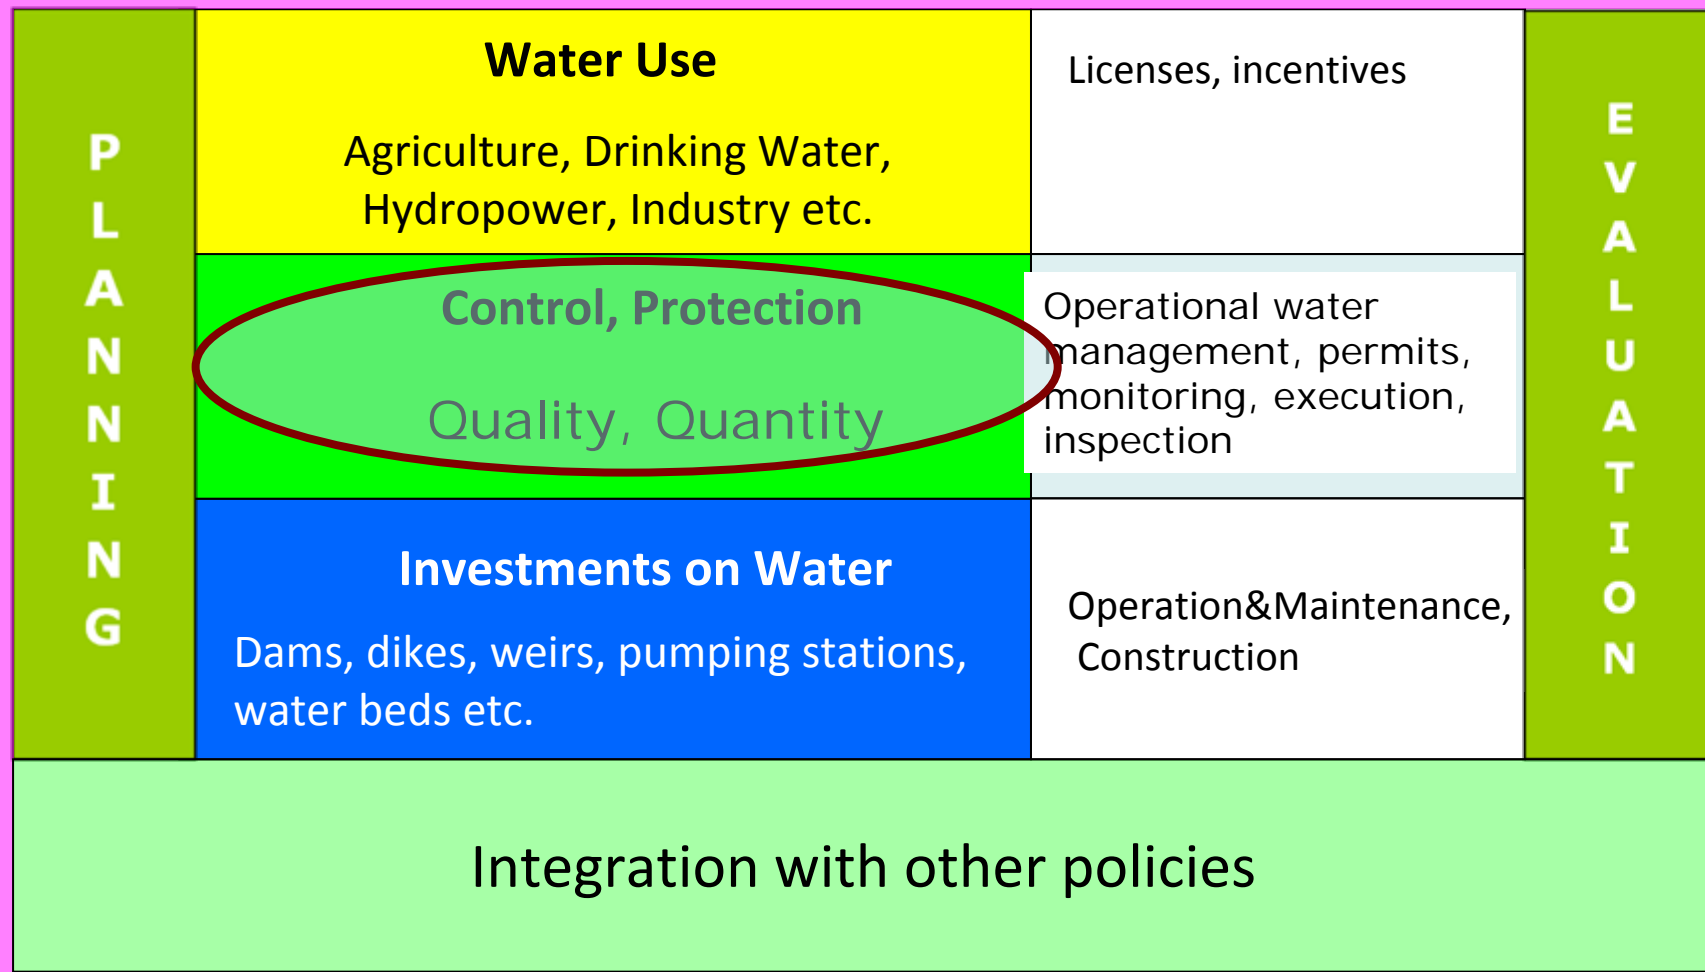 PLANNING
Water Use
Agriculture, Drinking Water,
Hydropower, Industry etc.
Licenses, incentives
Control, Protection
Quality, Quantity
Operational water
management, permits,
monitoring, execution,
inspection
Investments on Water
Dams, dikes, weirs, pumping stations,
water beds etc.
Operation&Maintenance,
Construction
EVALUATION
Integration with other policies